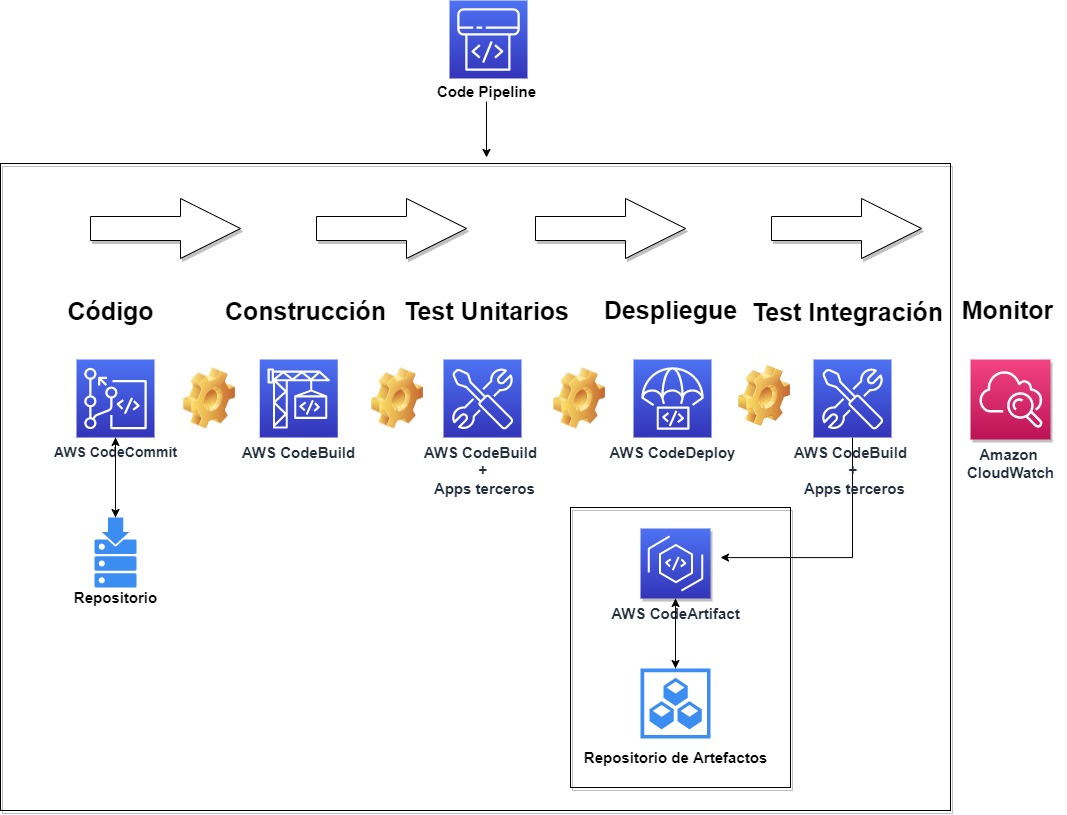 Code Pipeline
Código
Construcción
Test Unitarios
Despliegue
Test Integración
Monitor
AWS CodeCommit
AWS CodeBuild
AWS CodeBuild
+
Apps terceros
AWS CodeDeploy
AWS CodeBuild
+
Apps terceros
Amazon
CloudWatch
Repositorio
AWS CodeArtifact
Repositorio de Artefactos